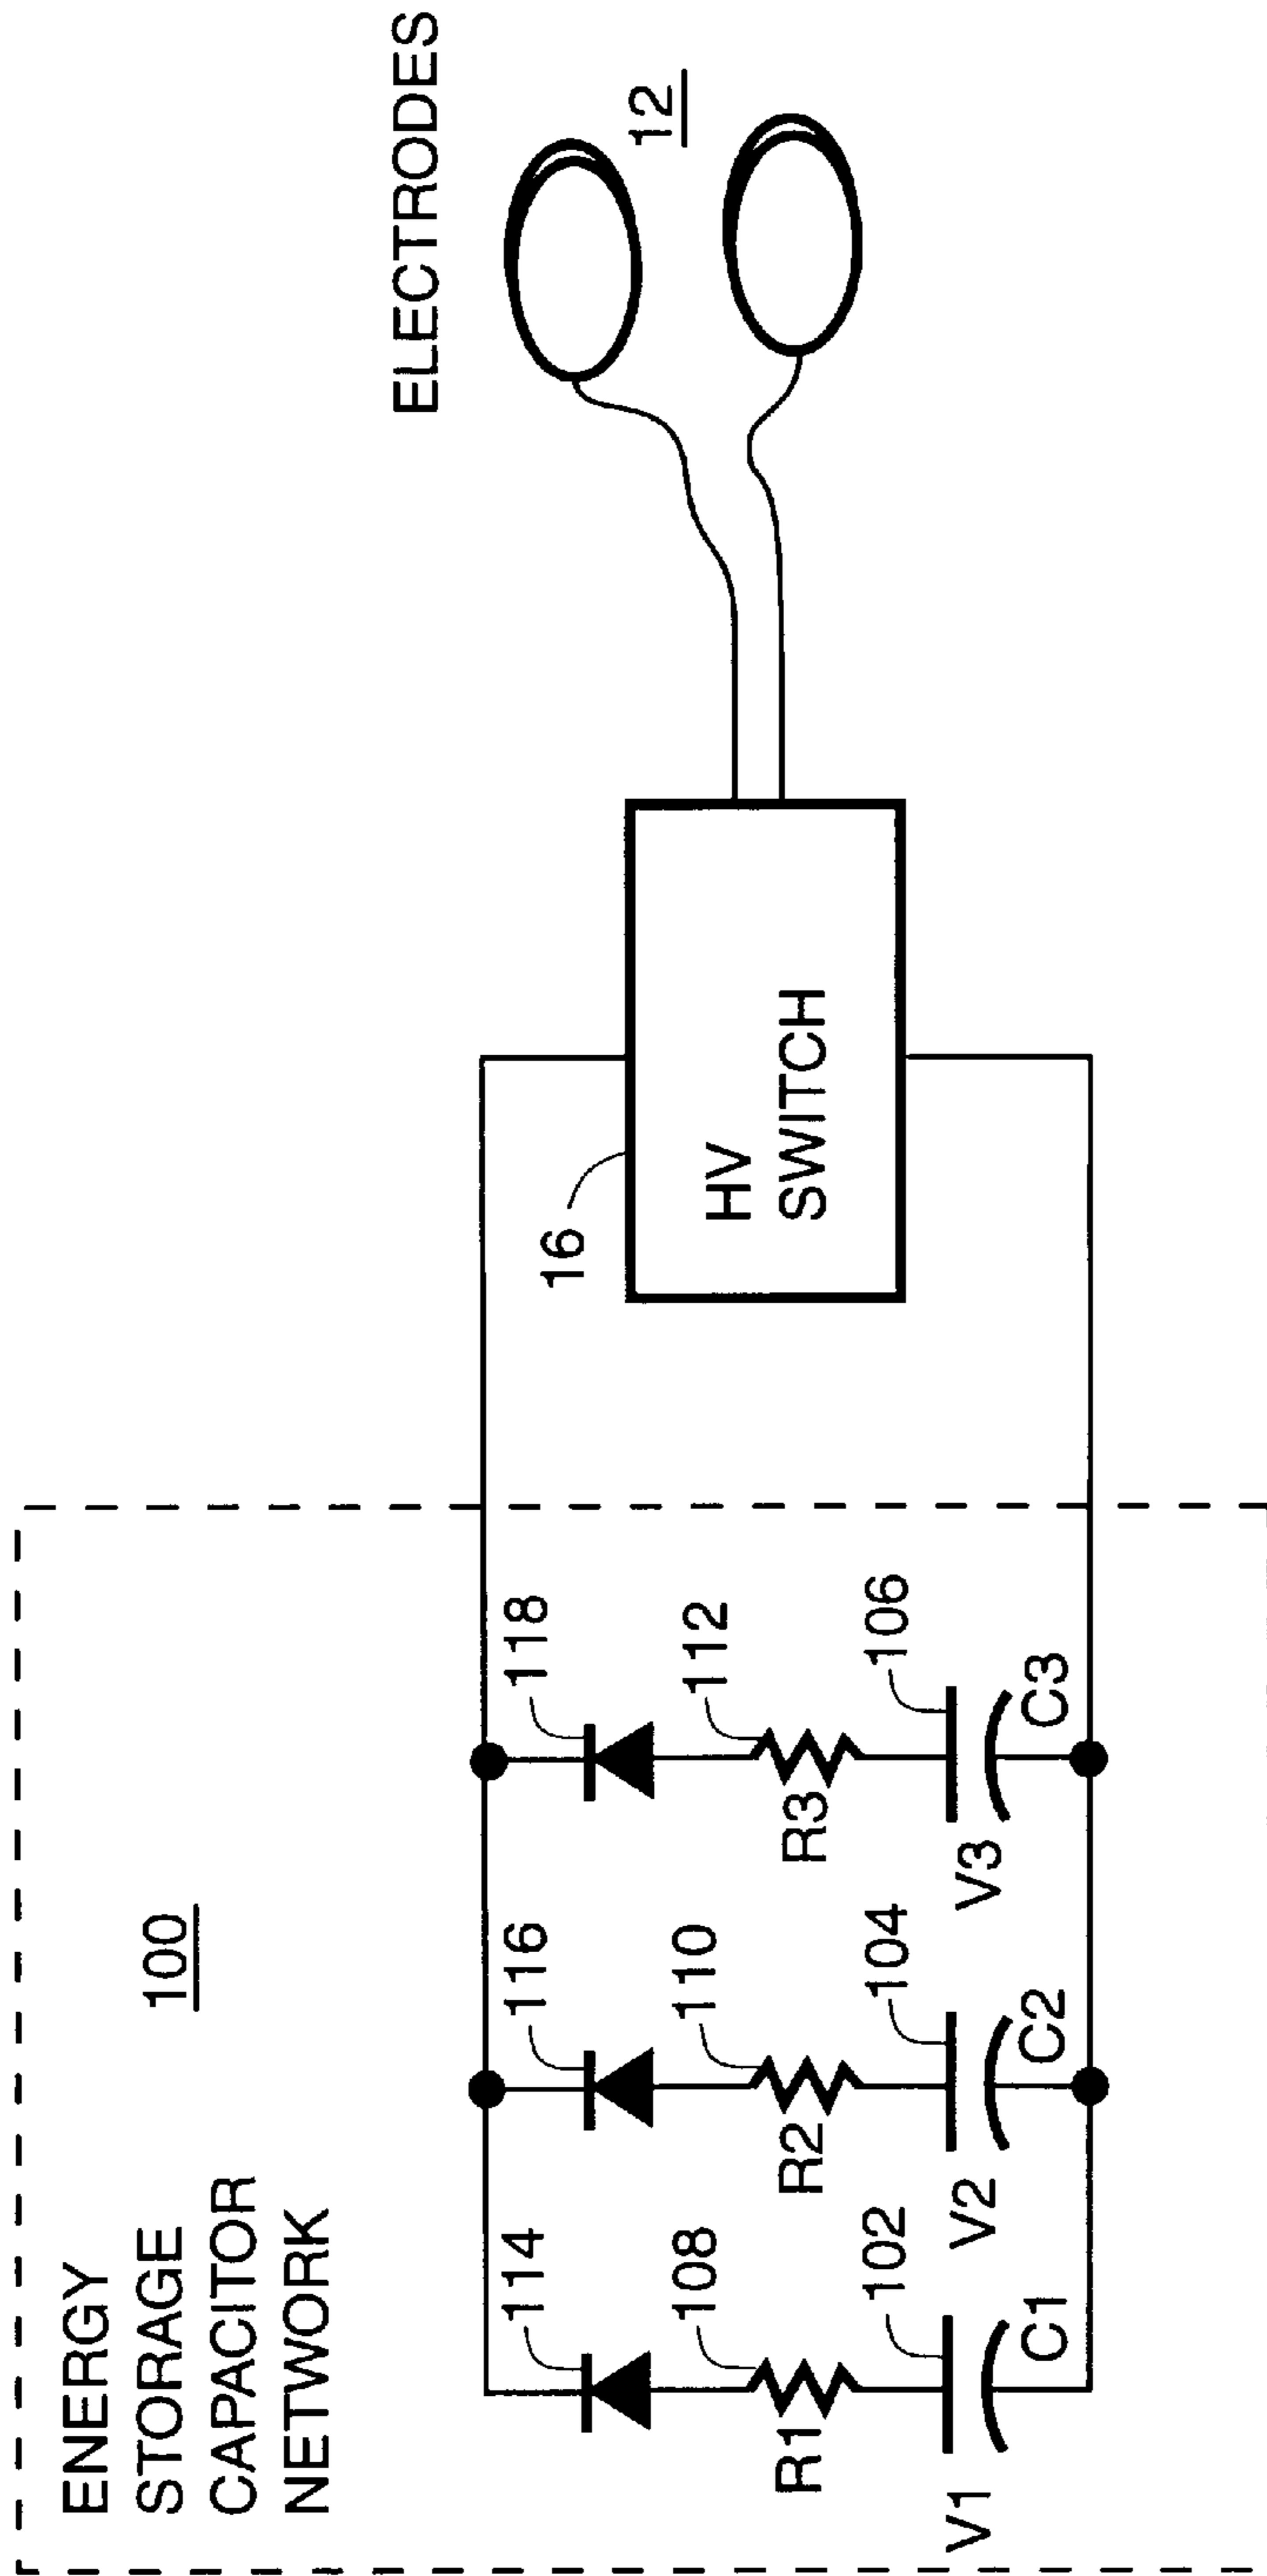 ENERGY
STORAGE
CAPACITOR
NETWORK
100
ELECTRODES
12
16
HV
SWITCH
114
116
118
108
110
112
R1
R2
R3
102
104
106
V1
V2
V3
C1
C2
C3